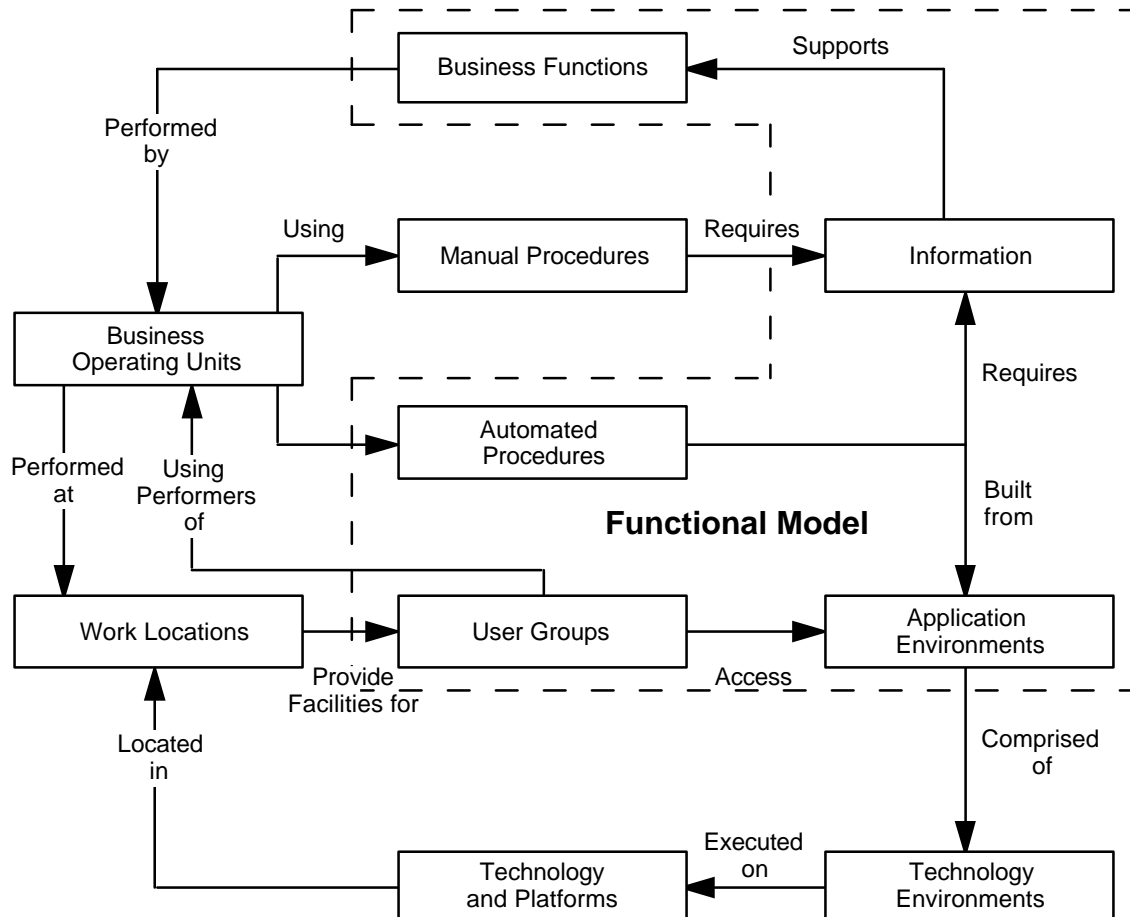 Supports
Business Functions
Performed
by
Using
Manual Procedures
Requires
Information
Business
Operating Units
Requires
Automated
Procedures
Performed
at
Using
Performers
of
Built
from
Functional Model
Work Locations
User Groups
Application
Environments
Provide
Facilities for
Access
Located
in
Comprised
of
Executed
on
Technology
and Platforms
Technology
Environments